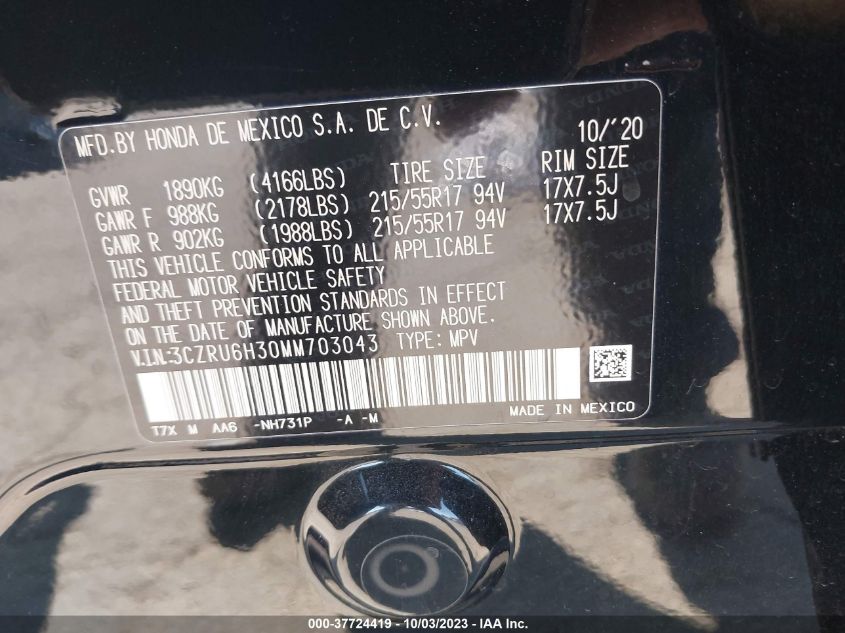 MFD.BY HONDA DE MEXICO S.A. DE C.V. 10/'20
GVWR 1890KG (4166LBS) TIRE SIZE RIM SIZE
GAWR F 988KG (2178LBS) 215/55R17 94V 17X7.5J
GAWR R 902KG (1988LBS) 215/55R17 94V 17X7.5J
THIS VEHICLE CONFORMS TO ALL APPLICABLE
FEDERAL MOTOR VEHICLE SAFETY
AND THEFT PREVENTION STANDARDS IN EFFECT
ON THE DATE OF MANUFACTURE SHOWN ABOVE.
V.I.N:3CZRU6H30MM703043 TYPE: MPV
T7X M AA6 -NH731P -A -M MADE IN MEXICO
000-37724419 - 10/03/2023 - IAA Inc.